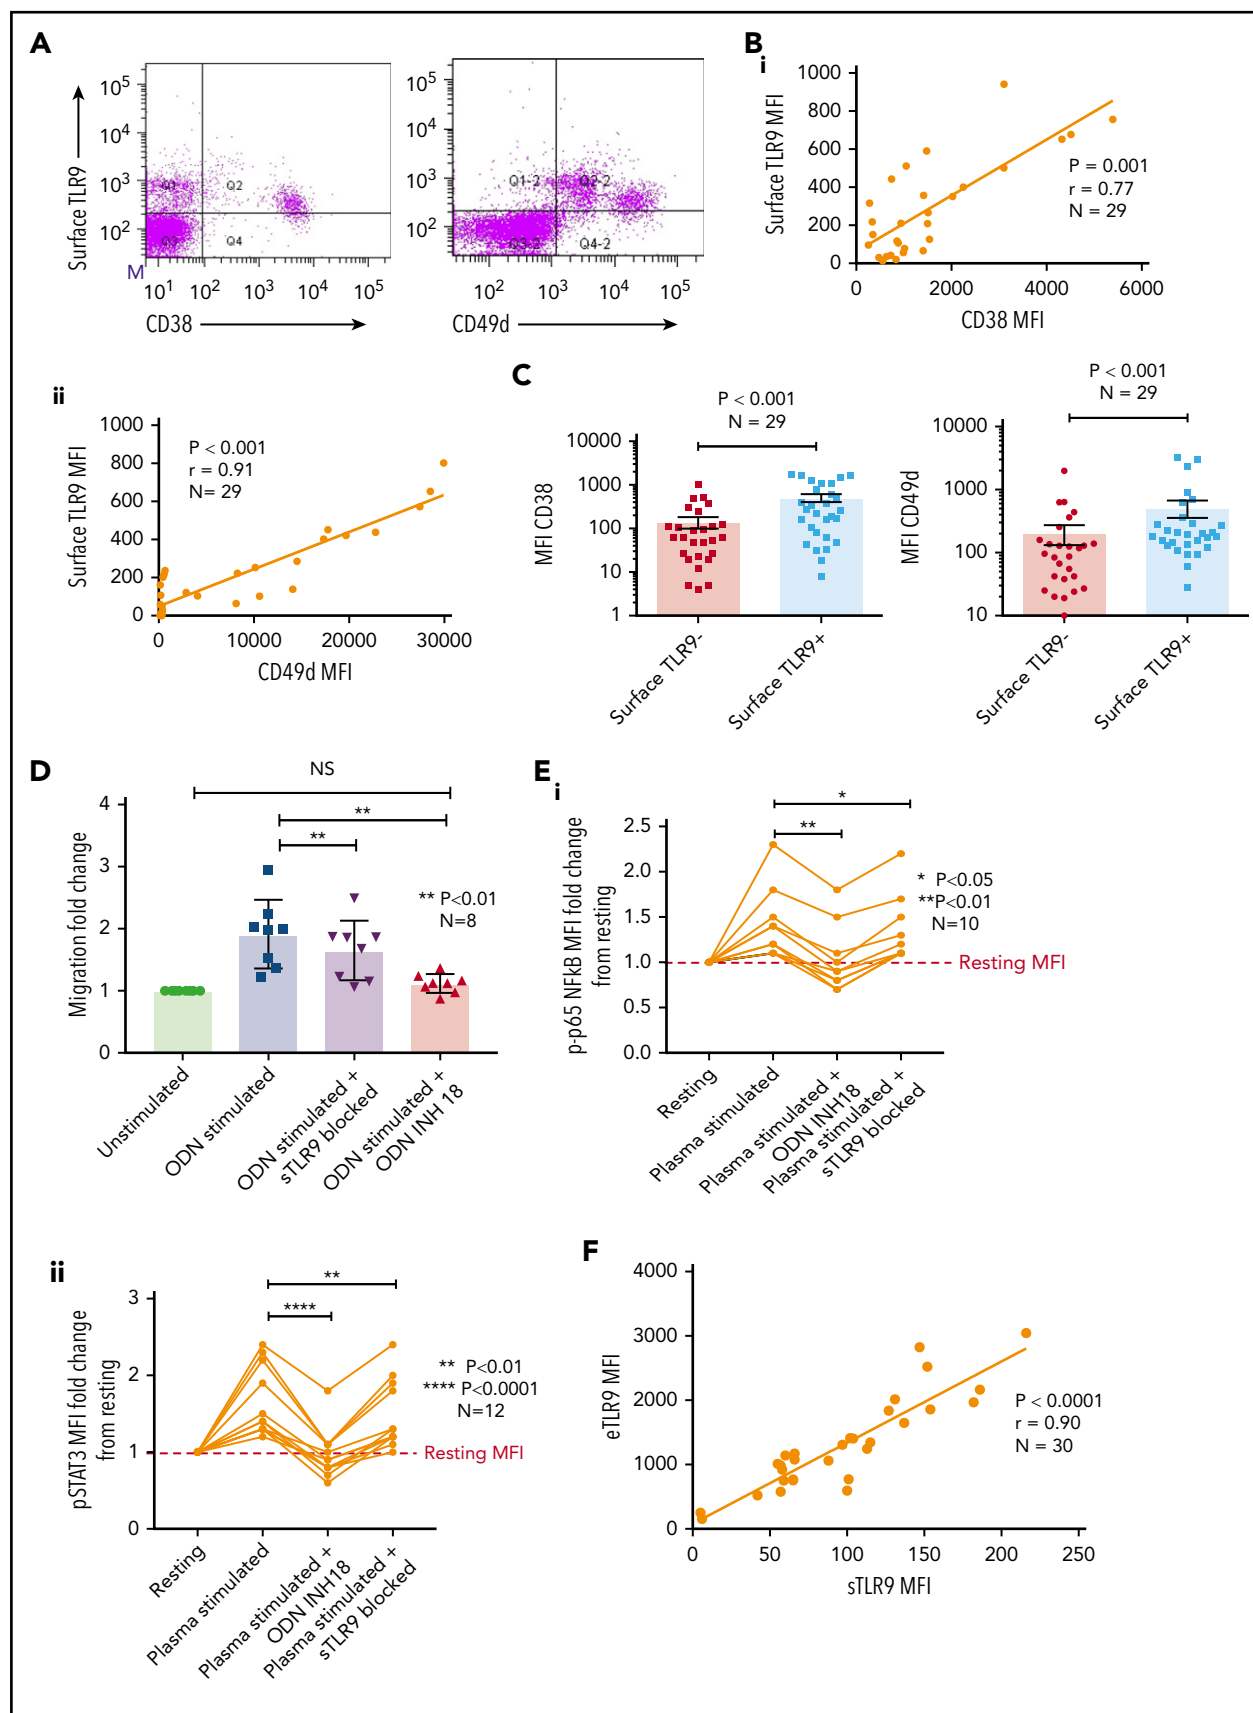 A
Surface TLR9
10^5
10^4
10^3
10^2
Q1
Q2
Q3
Q4
M
10^1
10^2
10^3
10^4
10^5
CD38
10^5
10^4
10^3
10^2
Q1-2
Q2-2
Q3-2
Q4-2
10^2
10^3
10^4
10^5
CD49d
B
i
Surface TLR9 MFI
1000
800
600
400
200
0
P = 0.001
r = 0.77
N = 29
0
2000
4000
6000
CD38 MFI
ii
Surface TLR9 MFI
1000
800
600
400
200
0
P < 0.001
r = 0.91
N= 29
0
10000
20000
30000
CD49d MFI
C
P < 0.001
N = 29
MFI CD38
10000
1000
100
10
1
Surface TLR9-
Surface TLR9+
P < 0.001
N = 29
MFI CD49d
10000
1000
100
10
Surface TLR9-
Surface TLR9+
D
NS
**
**
Migration fold change
4
3
2
1
0
** P<0.01
N=8
Unstimulated
ODN stimulated
ODN stimulated +
sTLR9 blocked
ODN stimulated +
ODN INH 18
E
i
*
**
p-p65 NFkB MFI fold change
from resting
2.5
2.0
1.5
1.0
0.5
0.0
* P<0.05
**P<0.01
N=10
Resting MFI
Resting
Plasma stimulated
Plasma stimulated +
ODN INH18
Plasma stimulated +
sTLR9 blocked
ii
**
****
pSTAT3 MFI fold change
from resting
3
2
1
0
** P<0.01
**** P<0.0001
N=12
Resting MFI
Resting
Plasma stimulated
Plasma stimulated +
ODN INH18
Plasma stimulated +
sTLR9 blocked
F
eTLR9 MFI
4000
3000
2000
1000
0
P < 0.0001
r = 0.90
N = 30
0
50
100
150
200
250
sTLR9 MFI